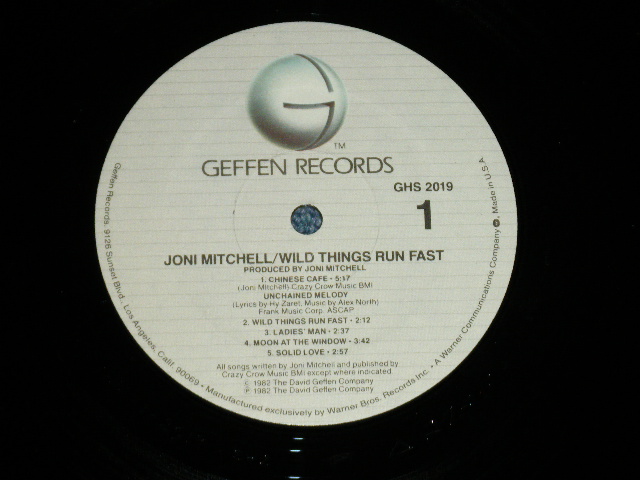 TM
GEFFEN RECORDS
GHS 2019
1
JONI MITCHELL/WILD THINGS RUN FAST
PRODUCED BY JONI MITCHELL
1. CHINESE CAFE • 5:17
(Joni Mitchell) Crazy Crow Music BMI
UNCHAINED MELODY
(Lyrics by Hy Zaret, Music by Alex North)
Frank Music Corp. ASCAP
2. WILD THINGS RUN FAST • 2:12
3. LADIES' MAN • 2:37
4. MOON AT THE WINDOW • 3:42
5. SOLID LOVE • 2:57
All songs written by Joni Mitchell and published by
Crazy Crow Music BMI except where indicated.
© 1982 The David Geffen Company
℗ 1982 The David Geffen Company
Geffen Records, 9126 Sunset Blvd., Los Angeles, Calif. 90069 • Manufactured exclusively by Warner Bros. Records Inc. • A Warner Communications Company, Made in U.S.A.